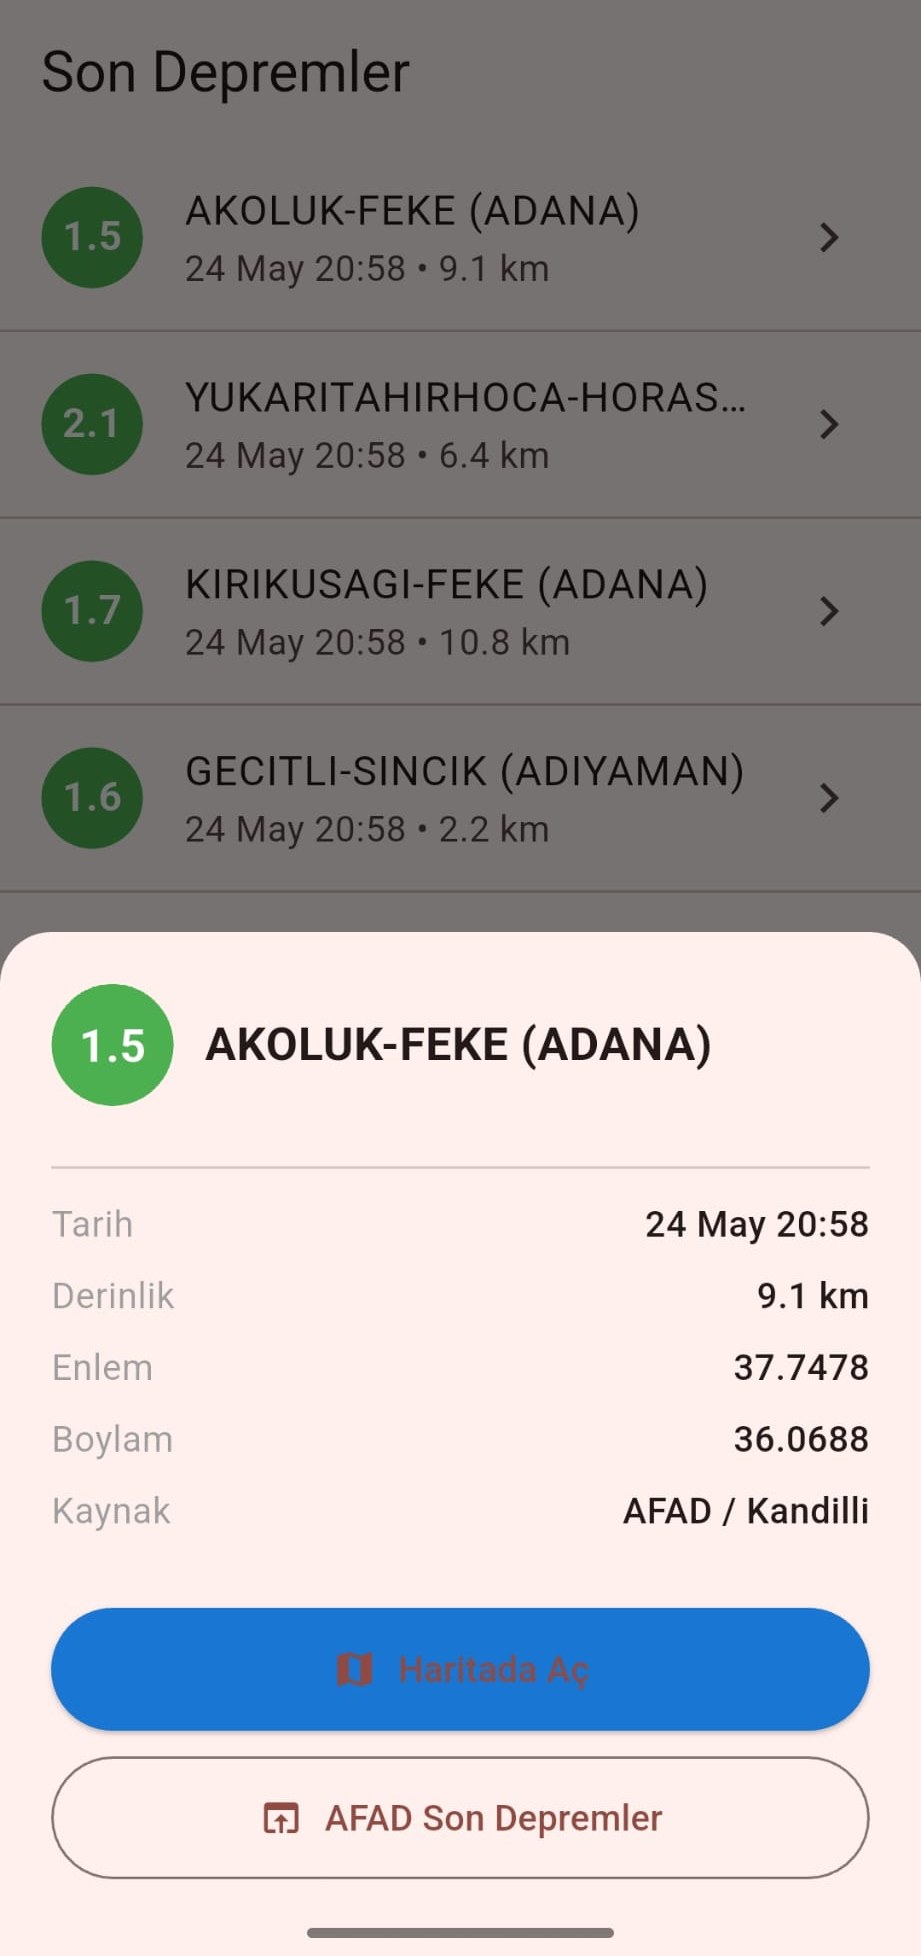 Son Depremler
1.5
AKOLUK-FEKE (ADANA)
24 May 20:58 • 9.1 km
2.1
YUKARITAHIRHOCA-HORAS...
24 May 20:58 • 6.4 km
1.7
KIRIKUSAGI-FEKE (ADANA)
24 May 20:58 • 10.8 km
1.6
GECITLI-SINCIK (ADIYAMAN)
24 May 20:58 • 2.2 km
1.5 AKOLUK-FEKE (ADANA)
Tarih 24 May 20:58
Derinlik 9.1 km
Enlem 37.7478
Boylam 36.0688
Kaynak AFAD / Kandilli
Haritada Aç
AFAD Son Depremler